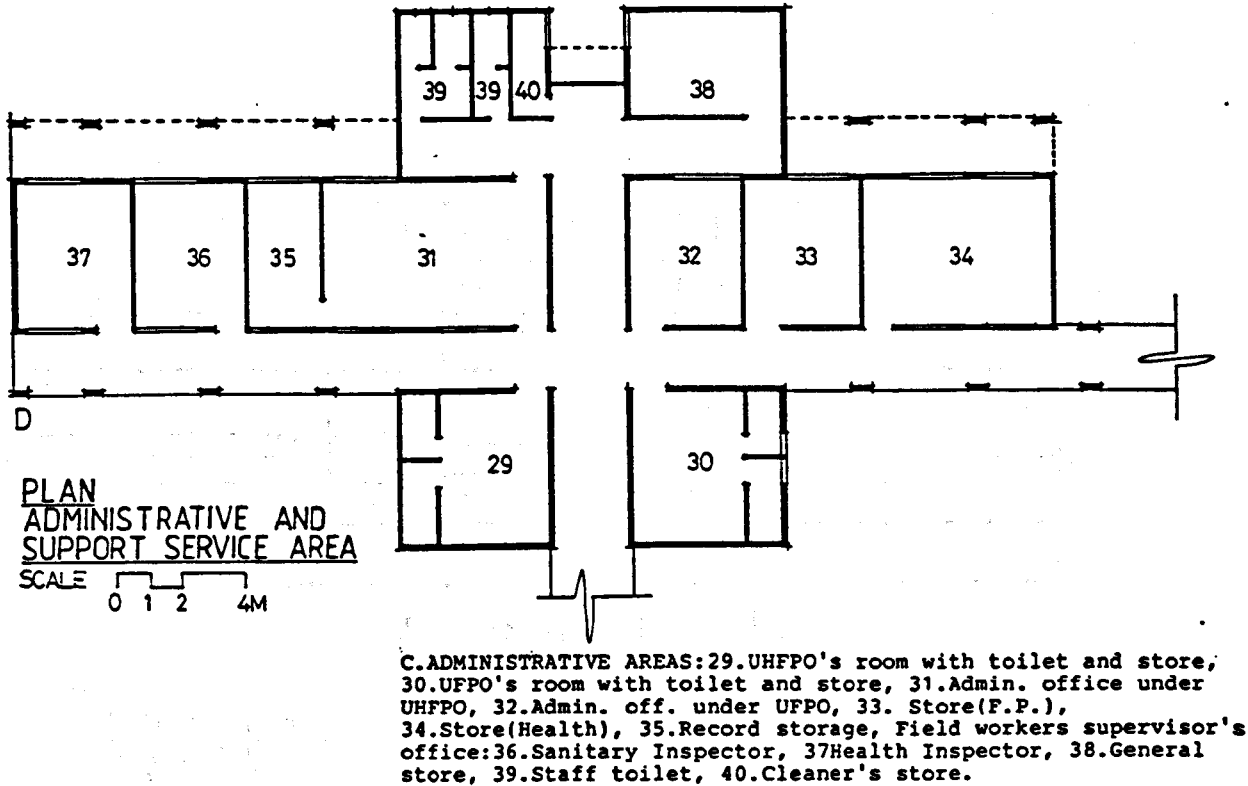 39 39 40 38
37 36 35 31 32 33 34
D
29 30
PLAN
ADMINISTRATIVE AND
SUPPORT SERVICE AREA
SCALE
0 1 2 4M
C.ADMINISTRATIVE AREAS:29.UHFPO's room with toilet and store,
30.UFPO's room with toilet and store, 31.Admin. office under
UHFPO, 32.Admin. off. under UFPO, 33. Store(F.P.),
34.Store(Health), 35.Record storage, Field workers supervisor's
office:36.Sanitary Inspector, 37Health Inspector, 38.General
store, 39.Staff toilet, 40.Cleaner's store.